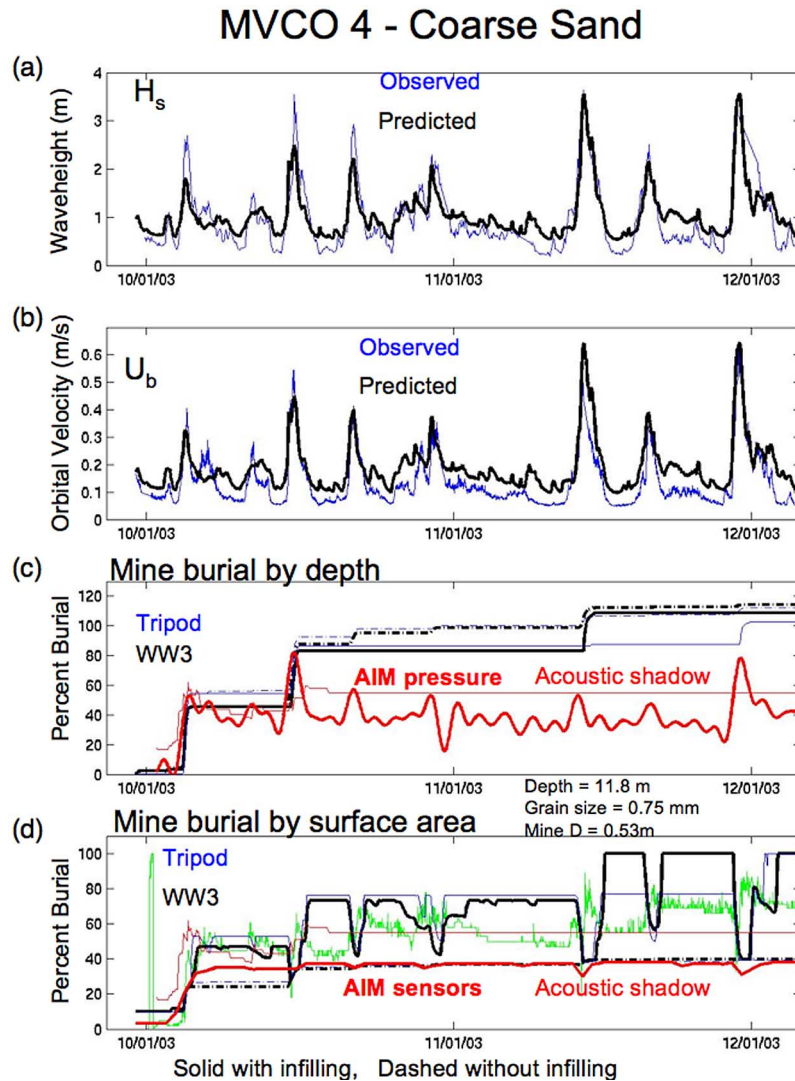 MVCO 4 - Coarse Sand
(a)
4
3
2
1
0
Waveheight (m)
Hs
Observed
Predicted
10/01/03 11/01/03 12/01/03
(b)
0.6
0.5
0.4
0.3
0.2
0.1
0
Orbital Velocity (m/s)
Ub
Observed
Predicted
10/01/03 11/01/03 12/01/03
(c)
Mine burial by depth
120
100
80
60
40
20
0
Percent Burial
Tripod
WW3
AIM pressure Acoustic shadow
10/01/03 11/01/03 12/01/03
Depth = 11.8 m
Grain size = 0.75 mm
Mine D = 0.53m
(d)
Mine burial by surface area
100
80
60
40
20
0
Percent Burial
Tripod
WW3
AIM sensors Acoustic shadow
10/01/03 11/01/03 12/01/03
Solid with infilling, Dashed without infilling